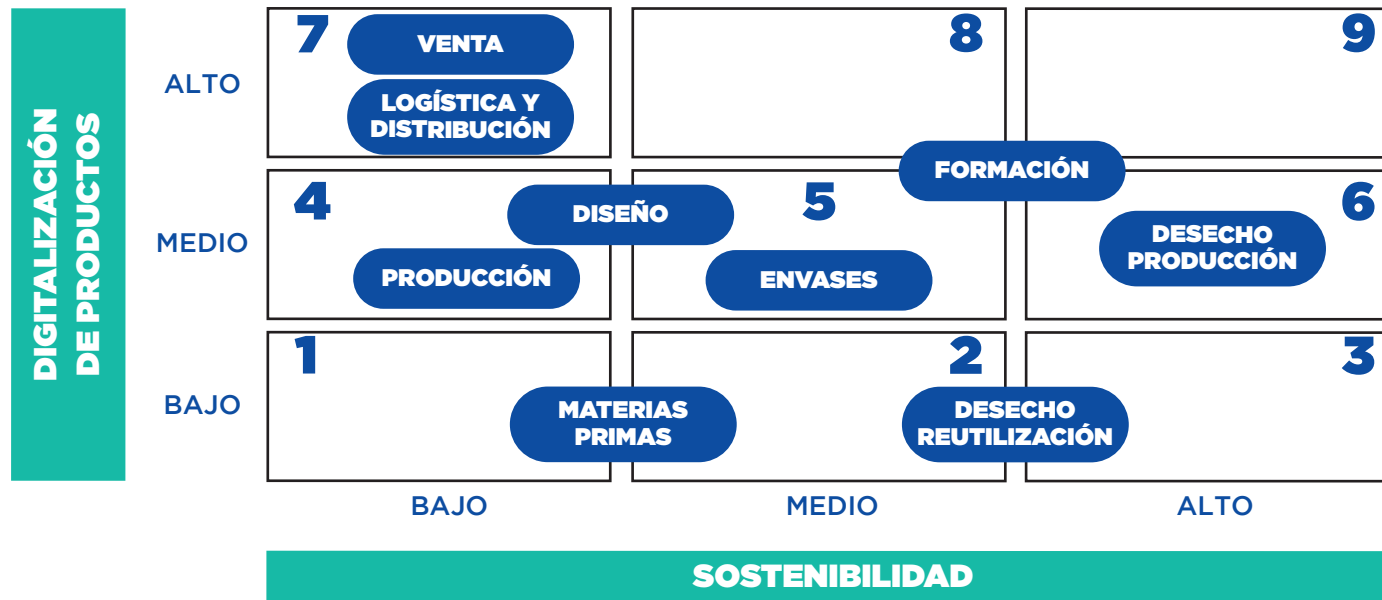 DIGITALIZACIÓN
DE PRODUCTOS
ALTO
7
VENTA
LOGÍSTICA Y
DISTRIBUCIÓN
8
9
FORMACIÓN
MEDIO
4
DISEÑO
PRODUCCIÓN
5
ENVASES
6
DESECHO
PRODUCCIÓN
BAJO
1
MATERIAS
PRIMAS
2
DESECHO
REUTILIZACIÓN
3
BAJO
MEDIO
ALTO
SOSTENIBILIDAD